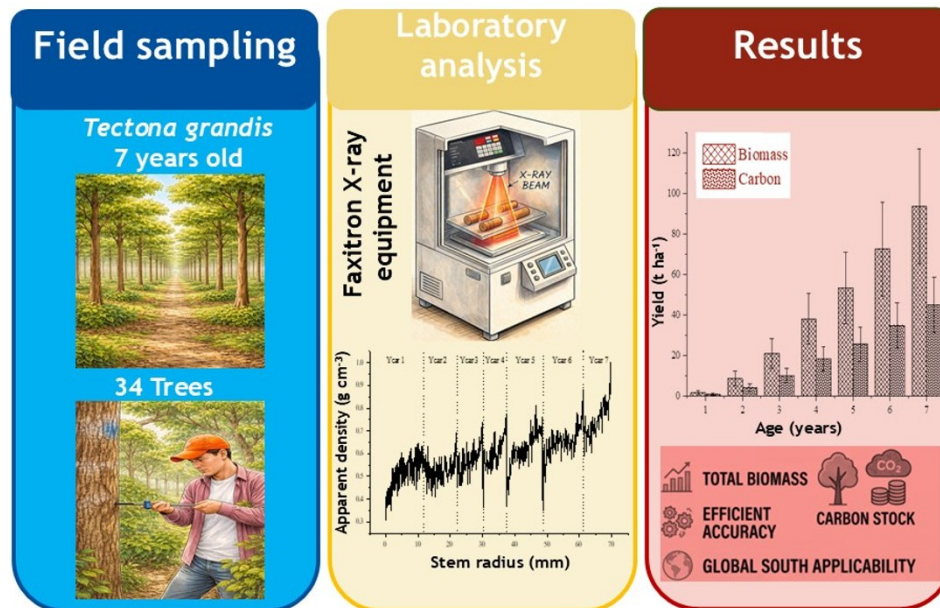 Field sampling
Tectona grandis
7 years old
34 Trees
Laboratory
analysis
Faxitron X-ray
equipment
X-RAY
BEAM
Apparent density (g cm⁻³)
Year 1 Year2 Year3 Year 4 Year 5 Year 6 Year 7
1.0
0.9
0.8
0.7
0.6
0.5
0.4
0.3
0 10 20 30 40 50 60 70
Stem radius (mm)
Results
Biomass
Carbon
Yield (t ha⁻¹)
120
100
80
60
40
20
0
1 2 3 4 5 6 7
Age (years)
TOTAL BIOMASS
EFFICIENT
ACCURACY
CO₂
CARBON STOCK
GLOBAL SOUTH APPLICABILITY